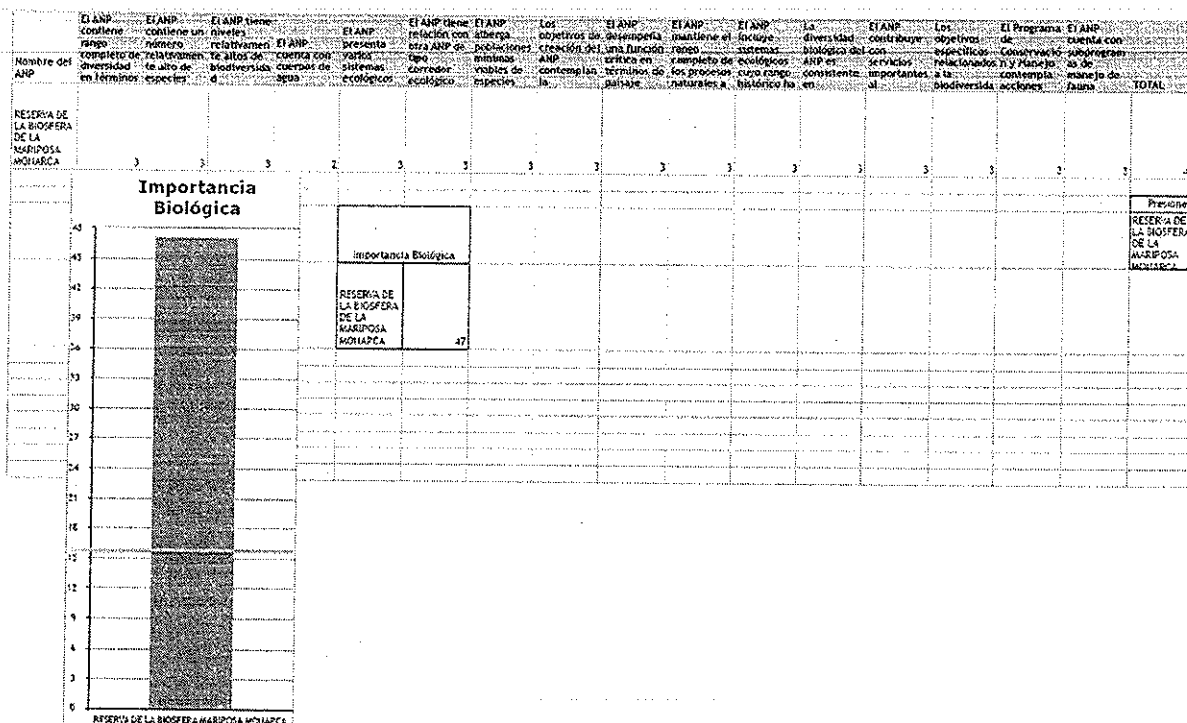 Nombre del ANP
El ANP contiene rango completo de diversidad en términos
El ANP contiene un número relativamen te alto de especies
El ANP tiene niveles relativamen te altos de biodiversida d
El ANP cuenta con cuerpos de agua
El ANP presenta varios sistemas ecológicos
El ANP tiene relación con otra ANP de tipo corredor ecológico
El ANP alberga poblaciones mínimas viables de especies
Los objetivos de creación del ANP contemplan la
El ANP desempeña una función crítica en términos de paisaje
El ANP mantiene el rango completo de los procesos naturales a
El ANP incluye sistemas ecológicos cuyo rango histórico ha
La diversidad biológica del ANP es consistente en
El ANP contribuye con servicios importantes al
Los objetivos específicos relacionados a la biodiversida
El Programa de Conservació n y Manejo contempla acciones
El ANP cuenta con subprogram as de manejo de fauna
TOTAL
RESERVA DE
LA BIOSFERA
DE LA
MARIPOSA
MONARCA 3 3 3 2 3 3 3 3 3 3 3 3 3 3 3 3
Importancia
Biológica
45
42
39
36
33
30
27
24
21
18
15
12
9
6
3
0
RESERVA DE LA BIOSFERA MARIPOSA MONARCA
Importancia Biológica
RESERVA DE
LA BIOSFERA
DE LA
MARIPOSA
MONARCA 47
Presione
RESERVA DE
LA BIOSFERA
DE LA
MARIPOSA
MONARCA